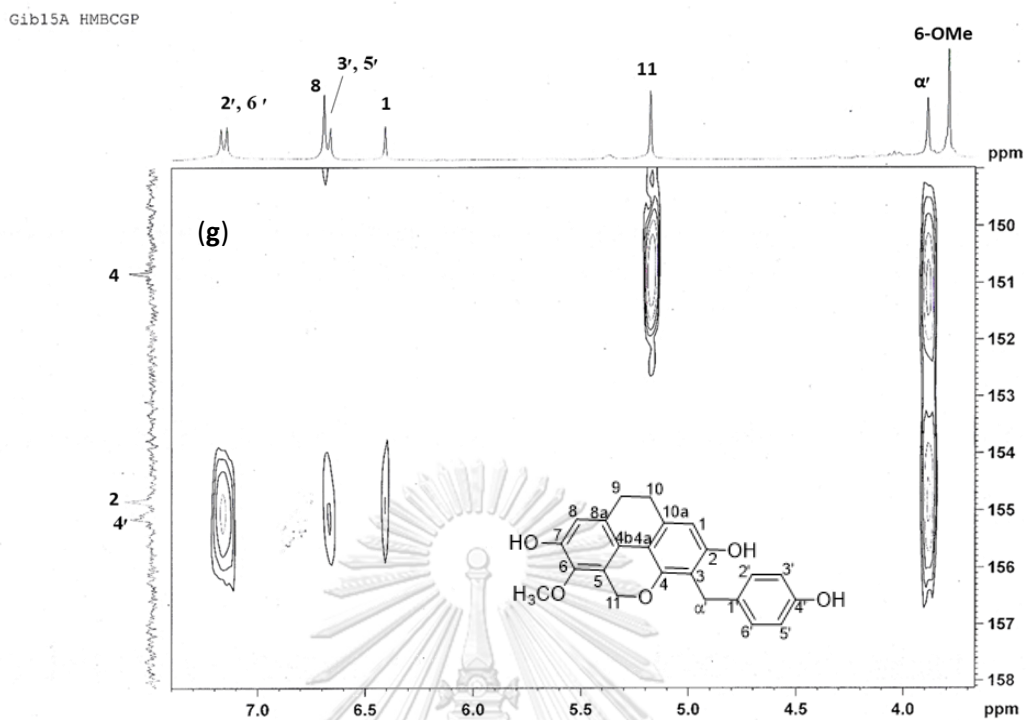 Gib15A HMBCGP
6-OMe
3′, 5′
11
α′
8
2′, 6 ′
1
ppm
(g)
150
4
151
152
153
154
2
155
4′
156
157
158
9 10
8 8a 10a 1
HO 7 4b 4a 2 OH
6 5 4 3 2' 3'
H₃CO 11 O α' 1' 4' OH
6' 5'
7.0 6.5 6.0 5.5 5.0 4.5 4.0 ppm